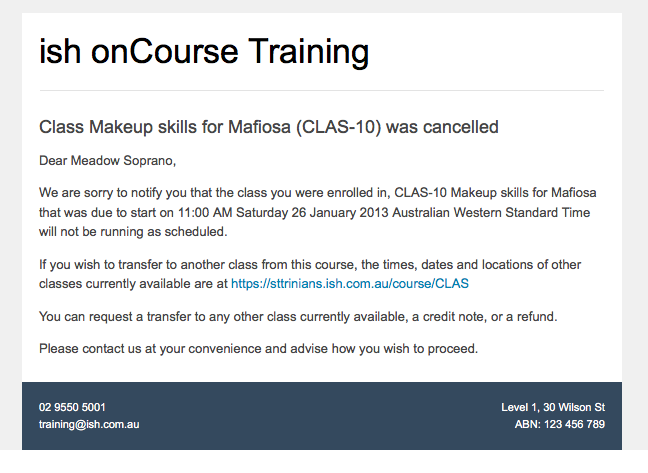 ish onCourse Training
Class Makeup skills for Mafiosa (CLAS-10) was cancelled
Dear Meadow Soprano,
We are sorry to notify you that the class you were enrolled in, CLAS-10 Makeup skills for Mafiosa
that was due to start on 11:00 AM Saturday 26 January 2013 Australian Western Standard Time
will not be running as scheduled.
If you wish to transfer to another class from this course, the times, dates and locations of other
classes currently available are at https://sttrinians.ish.com.au/course/CLAS
You can request a transfer to any other class currently available, a credit note, or a refund.
Please contact us at your convenience and advise how you wish to proceed.
02 9550 5001
training@ish.com.au
Level 1, 30 Wilson St
ABN: 123 456 789